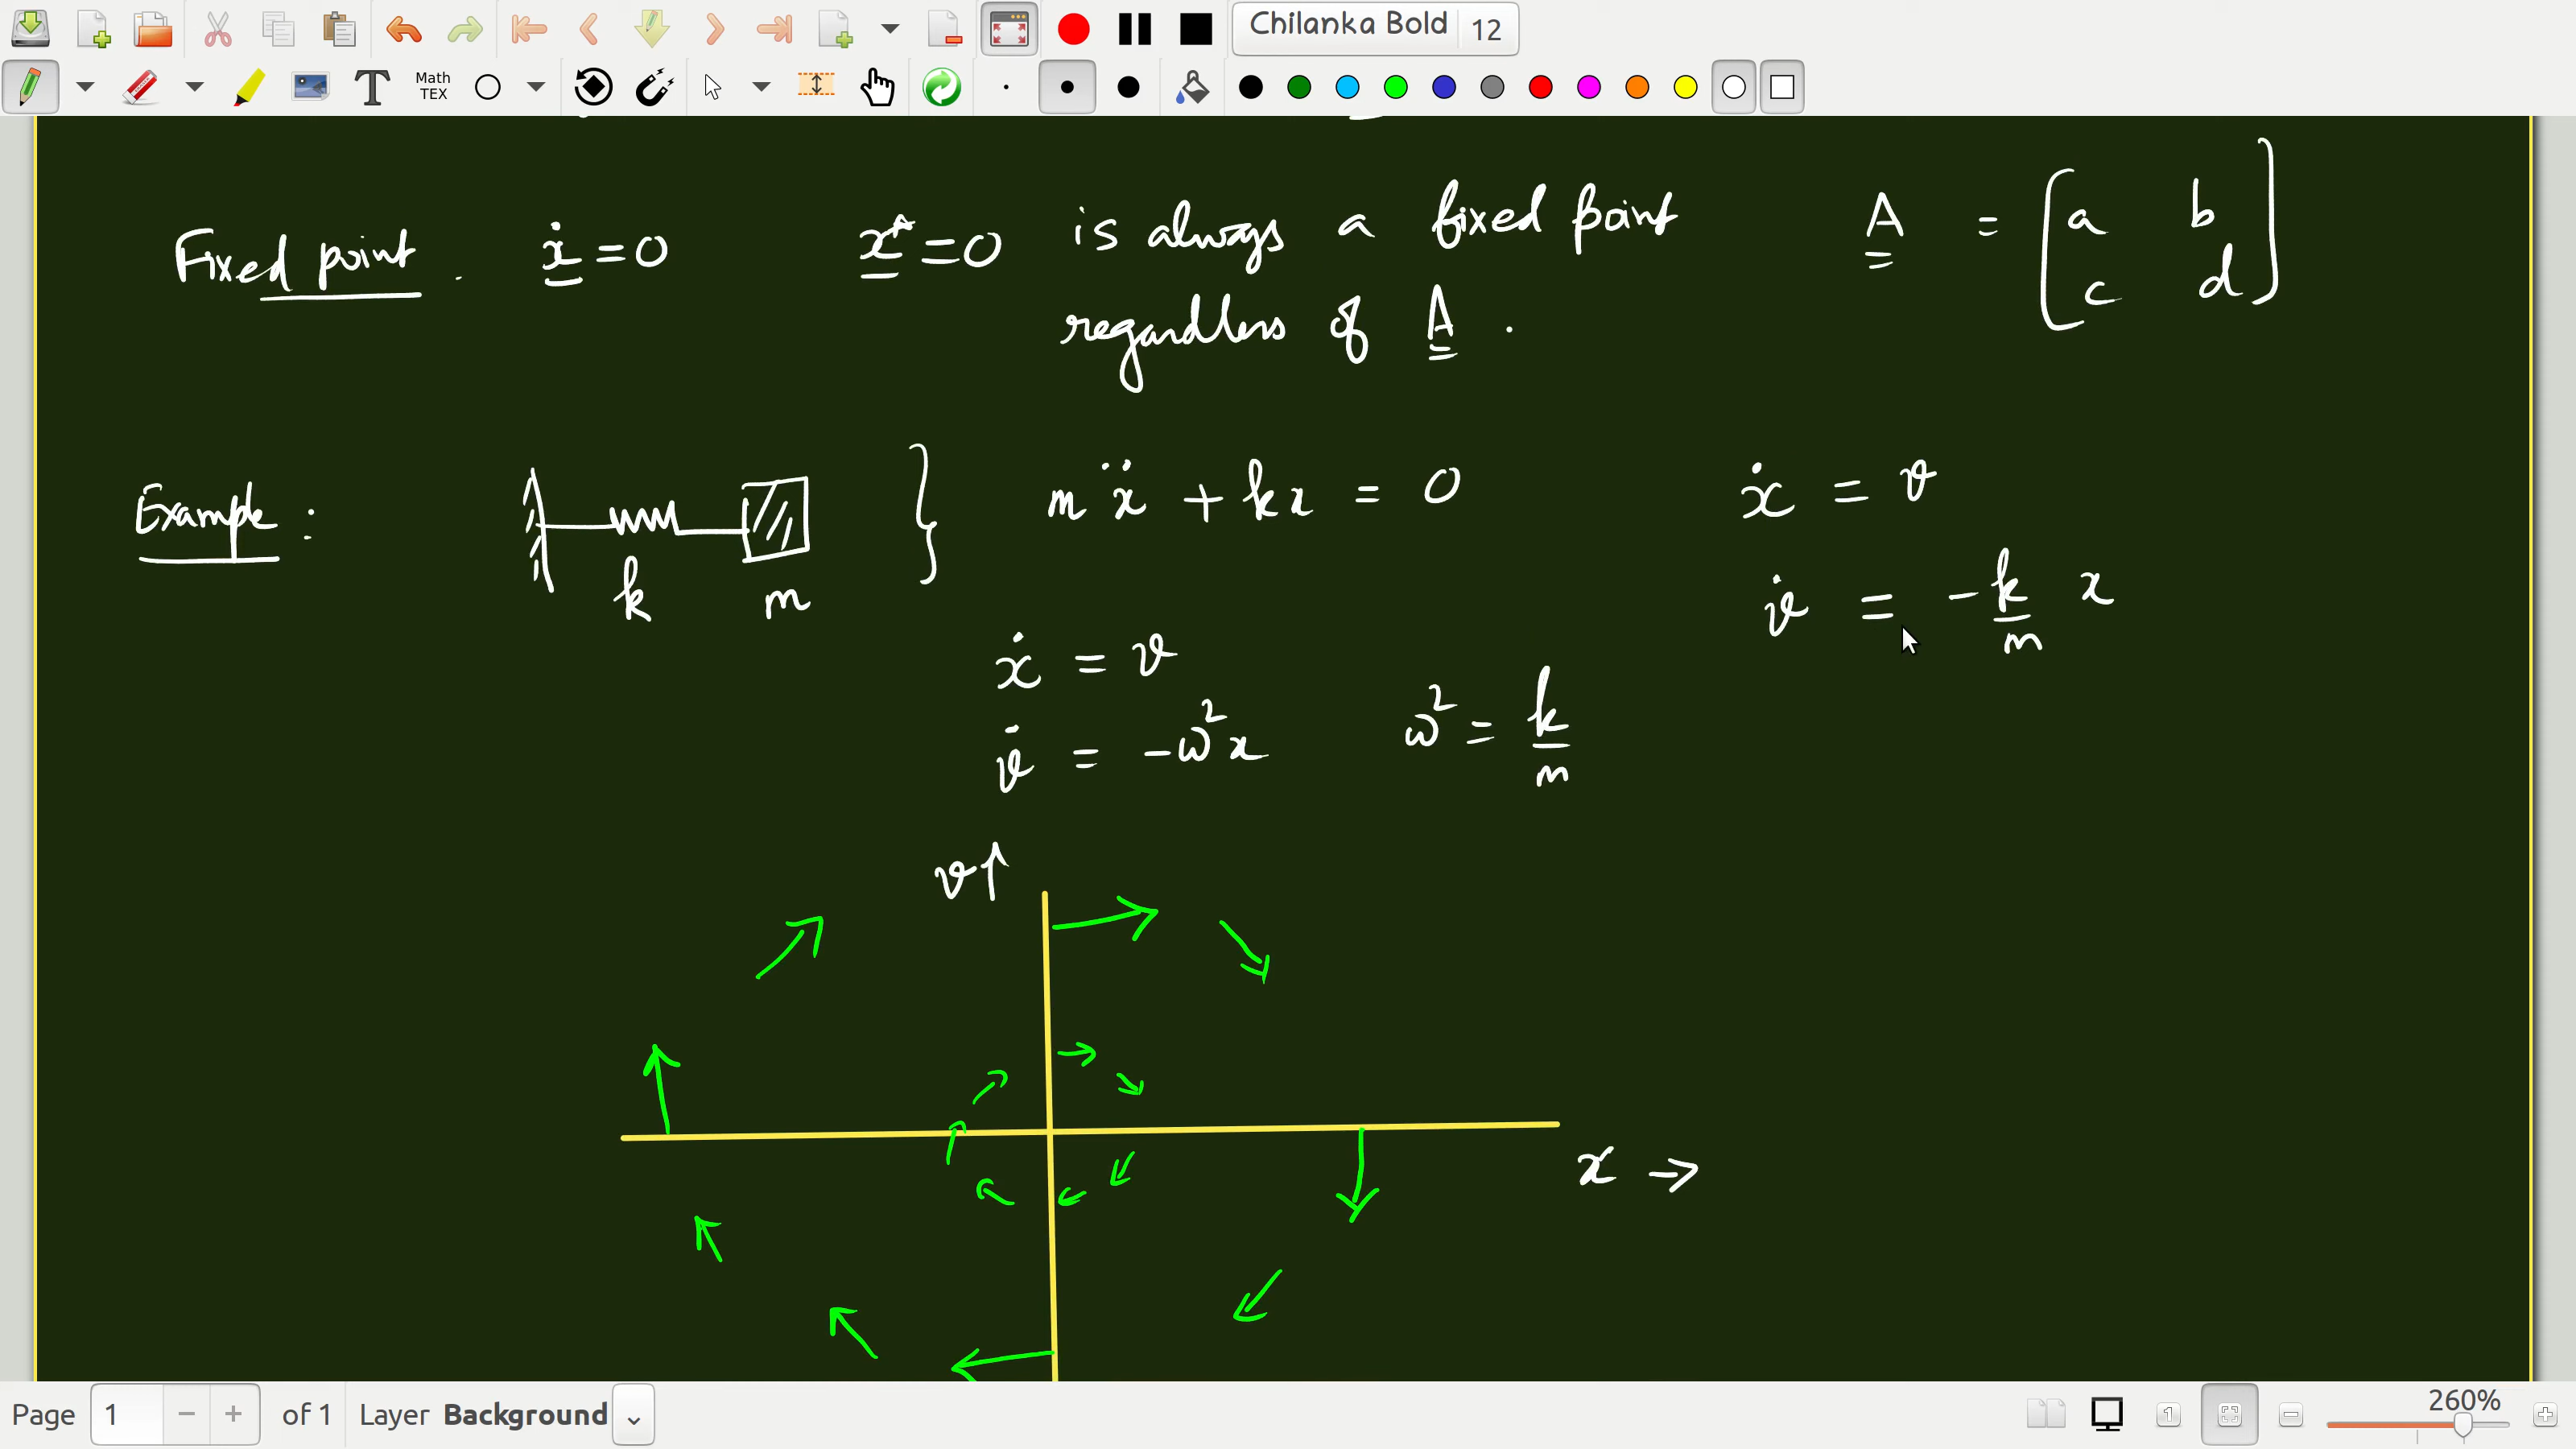 Chilanka Bold 12
Math
TEX
Fixed point . ẋ = 0 x* = 0 is always a fixed point A = [a b
c d]
regardless of A .
Example : k m } mẍ + kx = 0
ẋ = v
v̇ = -k/m x
ẋ = v
v̇ = -ω²x ω² = k/m
v↑
x →
Page 1 of 1 Layer Background 260%